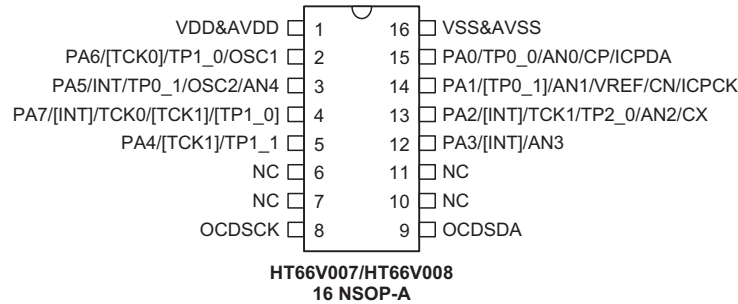 VDD&AVDD 1 16 VSS&AVSS
PA6/[TCK0]/TP1_0/OSC1 2 15 PA0/TP0_0/AN0/CP/ICPDA
PA5/INT/TP0_1/OSC2/AN4 3 14 PA1/[TP0_1]/AN1/VREF/CN/ICPCK
PA7/[INT]/TCK0/[TCK1]/[TP1_0] 4 13 PA2/[INT]/TCK1/TP2_0/AN2/CX
PA4/[TCK1]/TP1_1 5 12 PA3/[INT]/AN3
NC 6 11 NC
NC 7 10 NC
OCDSCK 8 9 OCDSDA
HT66V007/HT66V008
16 NSOP-A